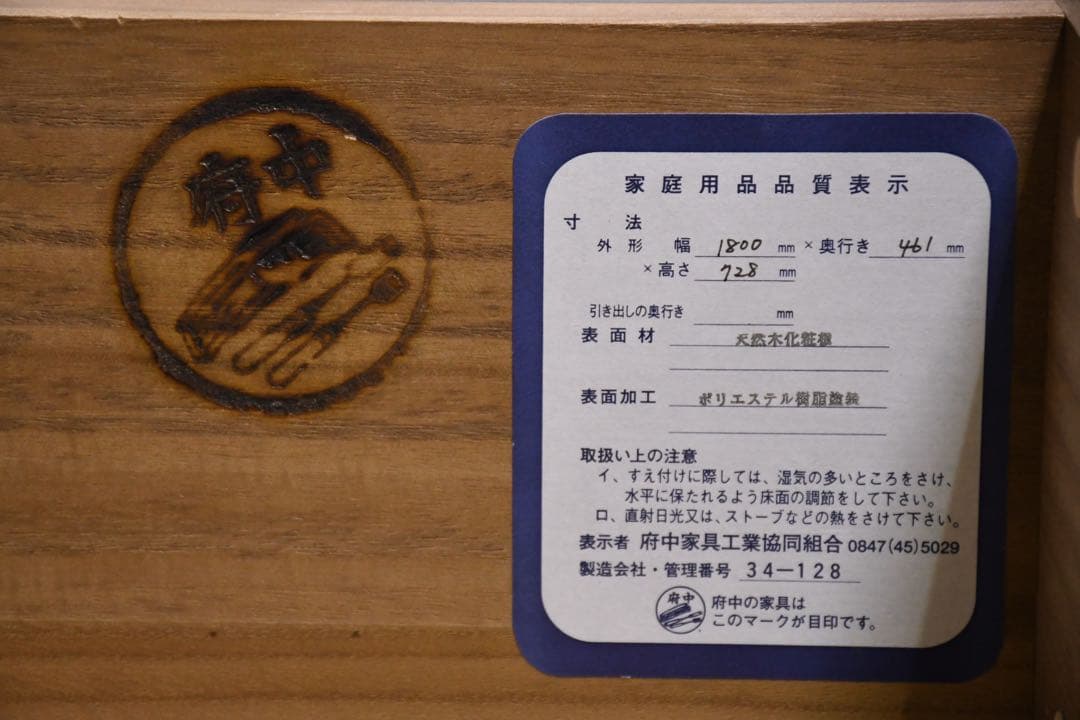 府中
家庭用品品質表示
寸法
外形 幅 1800 mm × 奥行き 461 mm
× 高さ 728 mm
引き出しの奥行き mm
表面材 天然木化粧板
表面加工 ポリエステル樹脂塗装
取扱い上の注意
イ、すえ付けに際しては、湿気の多いところをさけ、
水平に保たれるよう床面の調節をして下さい。
ロ、直射日光又は、ストーブなどの熱をさけて下さい。
表示者 府中家具工業協同組合 0847(45)5029
製造会社・管理番号 34-128
府中
府中の家具は
このマークが目印です。